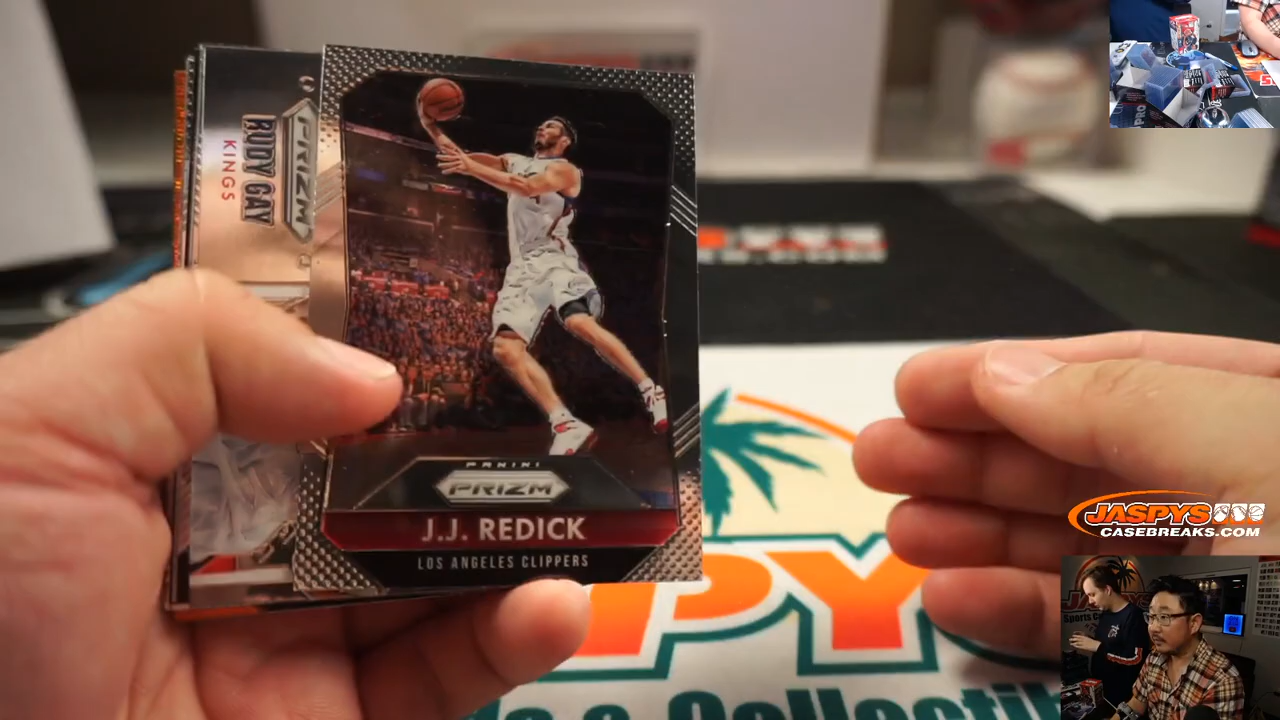 PRIZM
RUDY GAY
KINGS
PANINI
PRIZM
J.J. REDICK
LOS ANGELES CLIPPERS
JASPYS
CASEBREAKS.COM